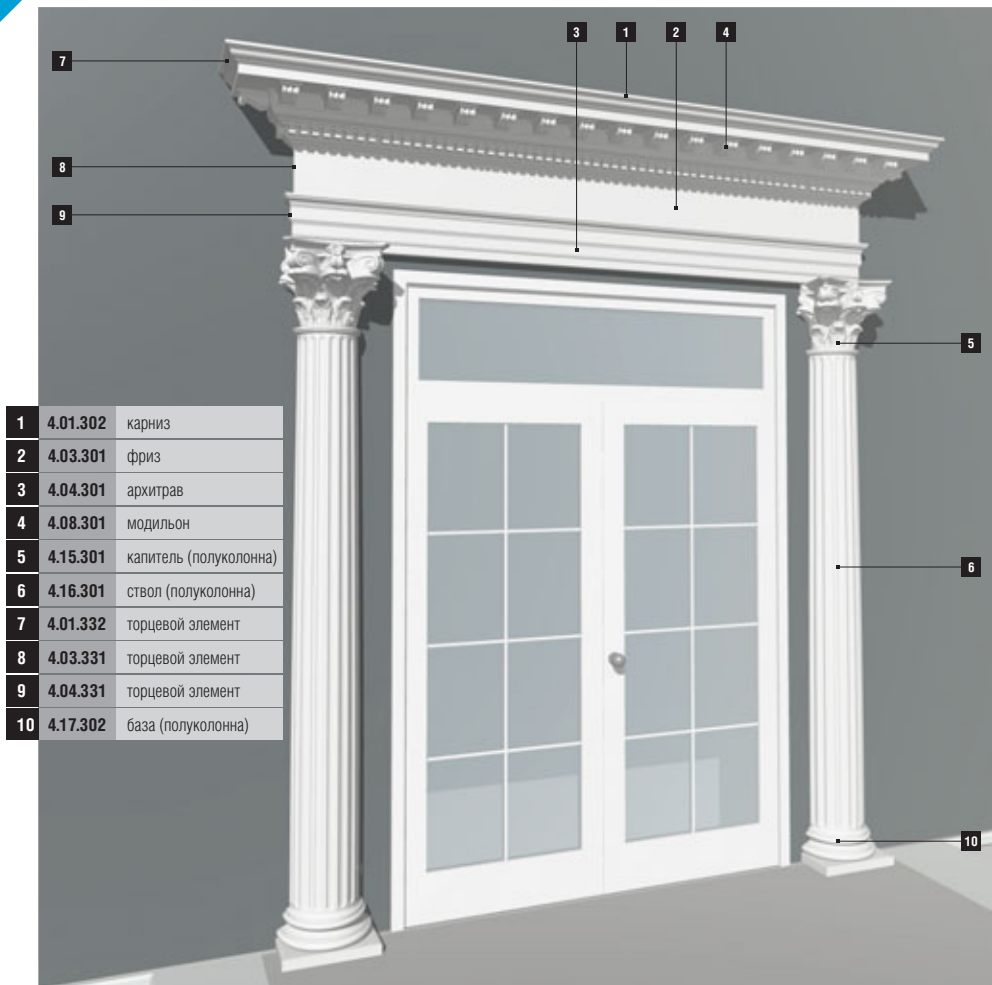 3 1 2 4
7
8
9
5
1 4.01.302 карниз
2 4.03.301 фриз
3 4.04.301 архитрав
4 4.08.301 модильон
5 4.15.301 капитель (полуколонна)
6 4.16.301 ствол (полуколонна)
7 4.01.332 торцевой элемент
8 4.03.331 торцевой элемент
9 4.04.331 торцевой элемент
10 4.17.302 база (полуколонна)
6
10